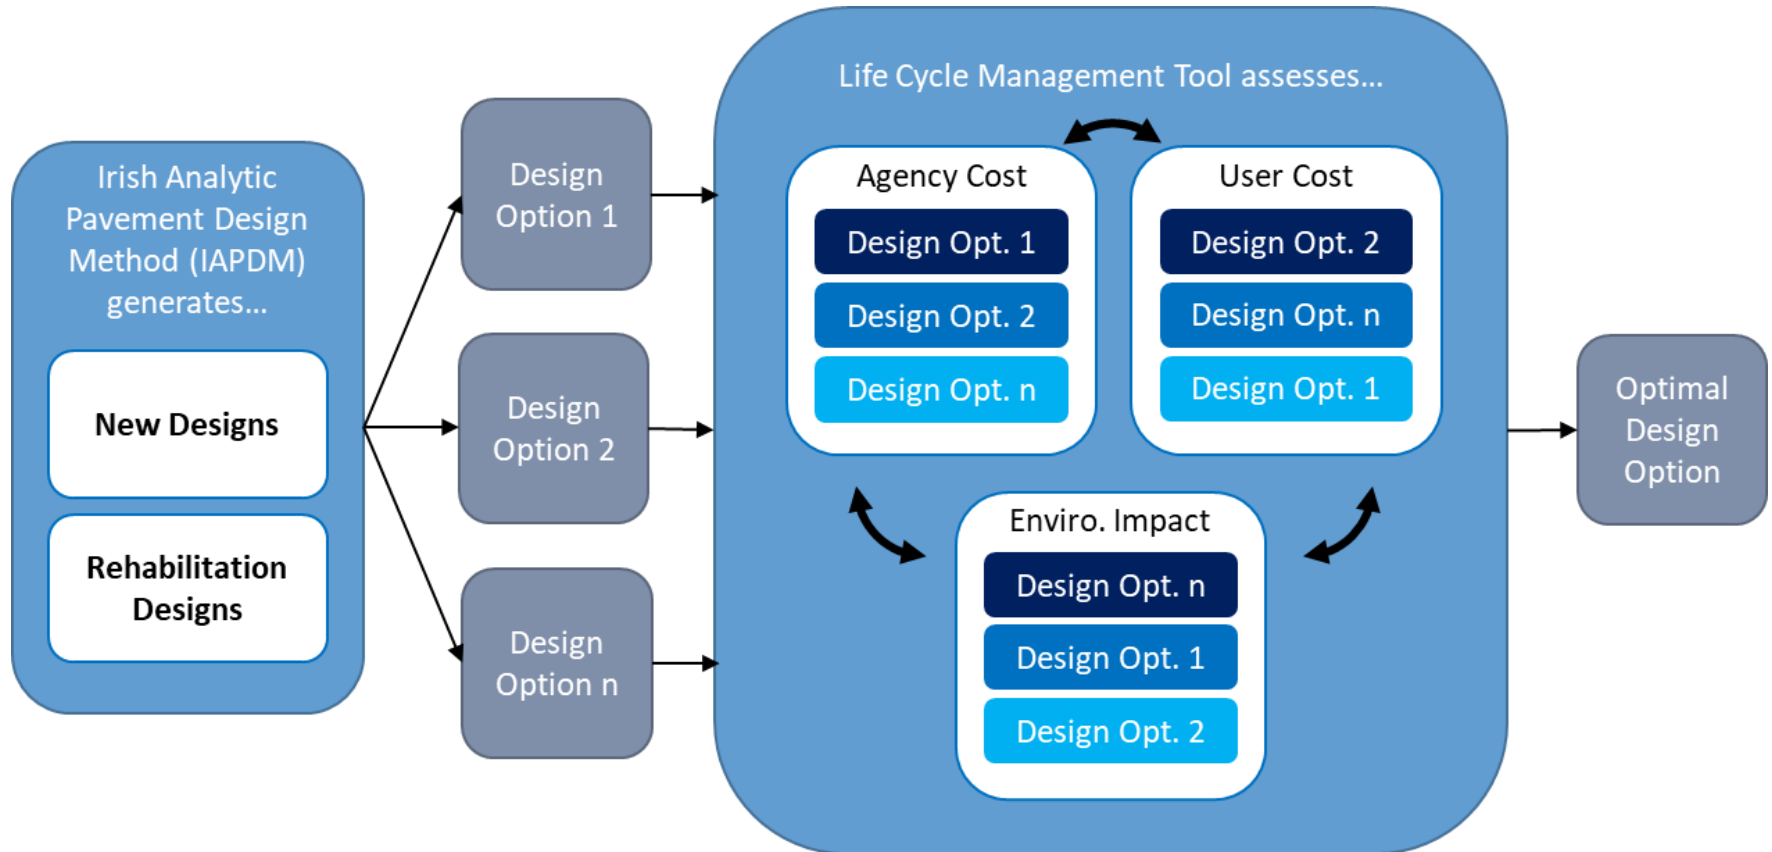 Irish Analytic
Pavement Design
Method (IAPDM)
generates...
New Designs
Rehabilitation
Designs
Design
Option 1
Design
Option 2
Design
Option n
Life Cycle Management Tool assesses...
Agency Cost
Design Opt. 1
Design Opt. 2
Design Opt. n
User Cost
Design Opt. 2
Design Opt. n
Design Opt. 1
Enviro. Impact
Design Opt. n
Design Opt. 1
Design Opt. 2
Optimal
Design
Option